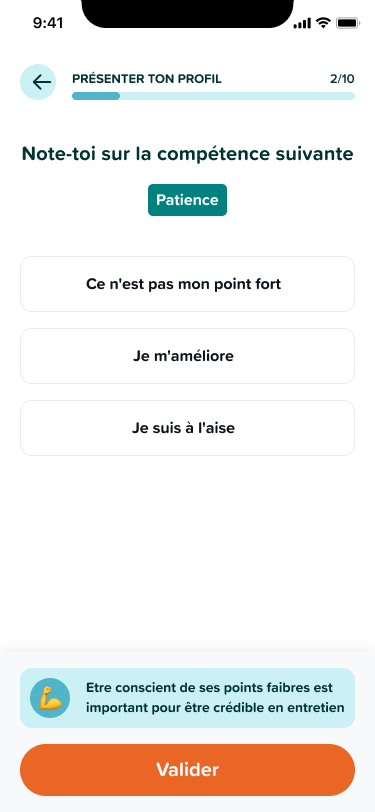 9:41
PRÉSENTER TON PROFIL
2/10
Note-toi sur la compétence suivante
Patience
Ce n'est pas mon point fort
Je m'améliore
Je suis à l'aise
Etre conscient de ses points faibres est
important pour être crédible en entretien
Valider